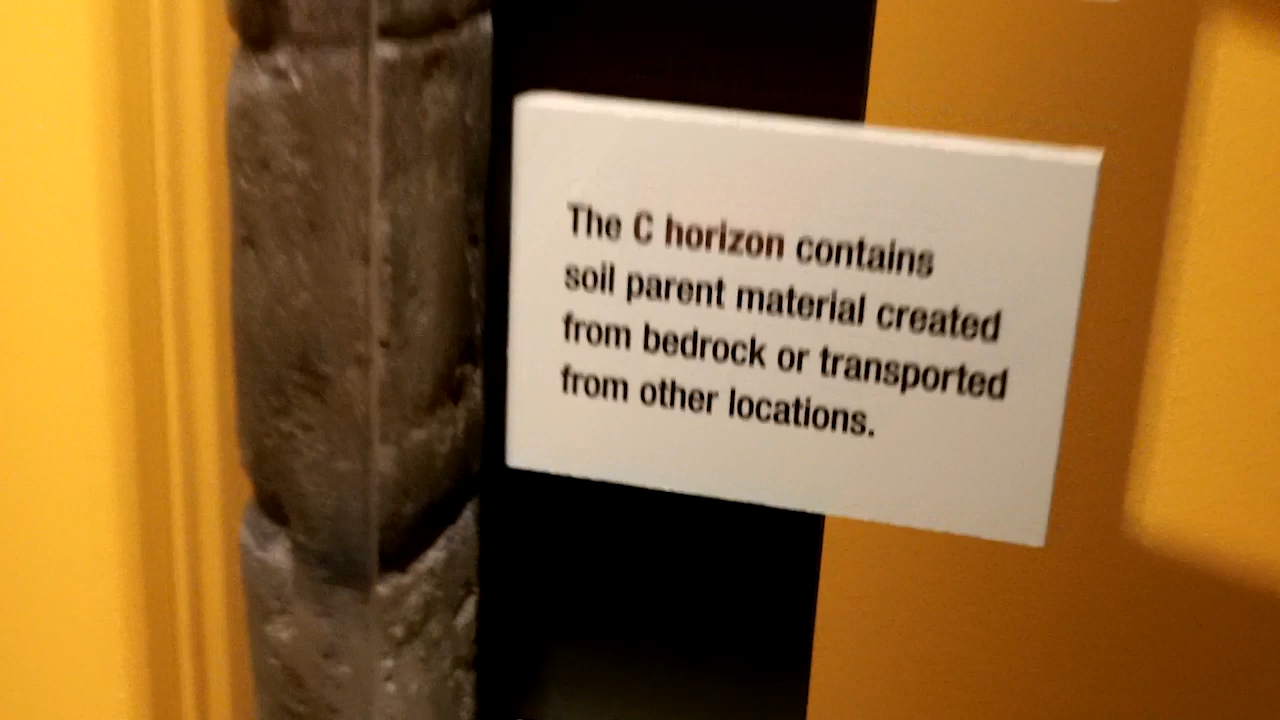 The C horizon contains
soil parent material created
from bedrock or transported
from other locations.